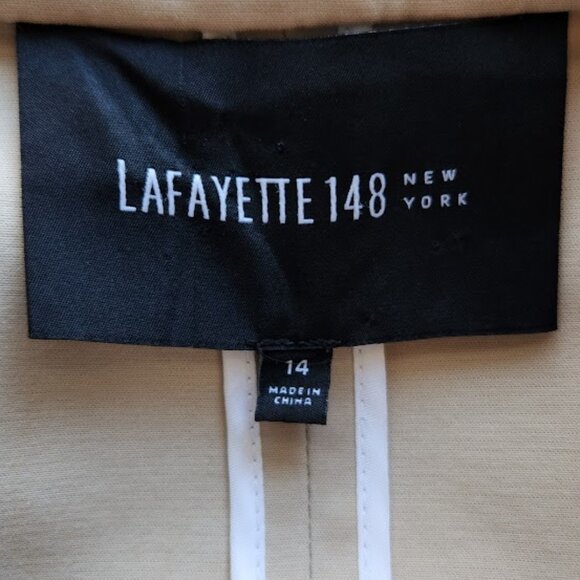 LAFAYETTE 148 NEW YORK
14
MADE IN
CHINA